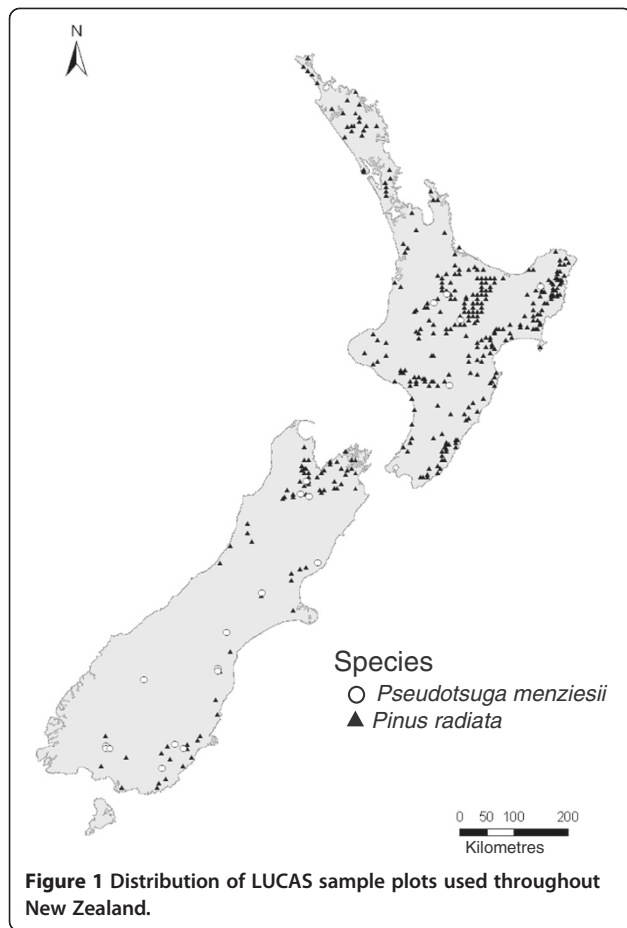 N
Species
Pseudotsuga menziesii
Pinus radiata
0 50 100 200
Kilometres
Figure 1 Distribution of LUCAS sample plots used throughout
New Zealand.